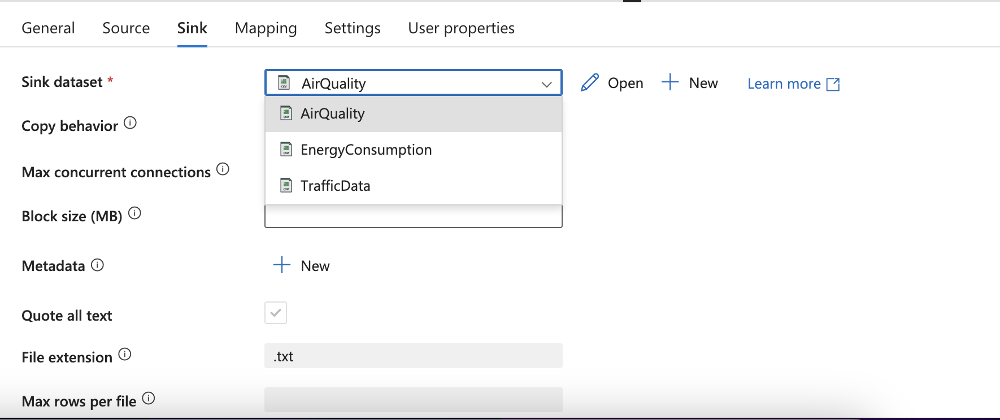 General Source Sink Mapping Settings User properties
Sink dataset * AirQuality Open New Learn more
AirQuality
Copy behavior
EnergyConsumption
Max concurrent connections
TrafficData
Block size (MB)
Metadata New
Quote all text
File extension .txt
Max rows per file